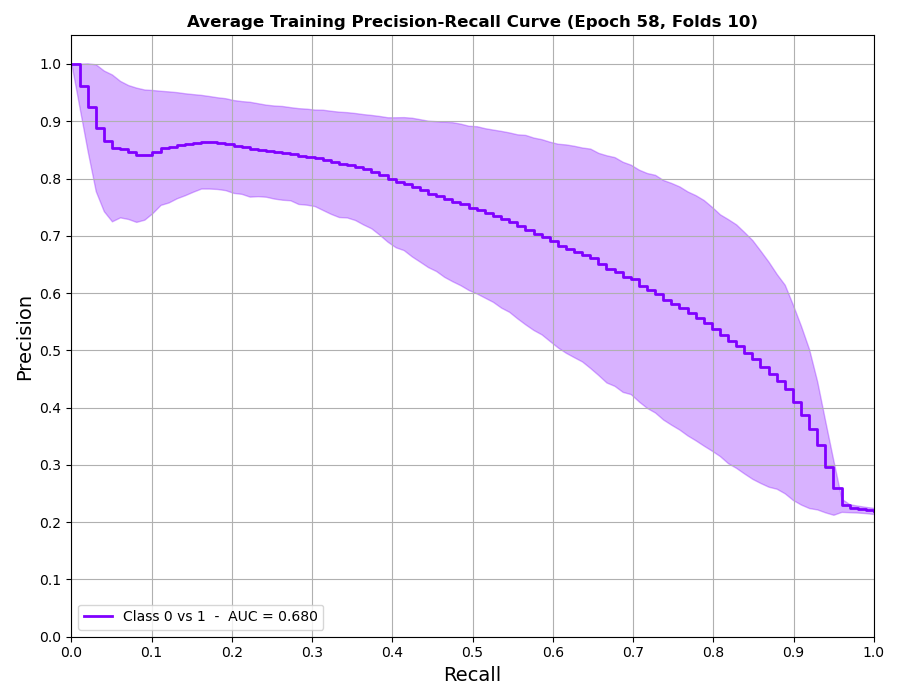 Average Training Precision-Recall Curve (Epoch 58, Folds 10)
Precision
1.0
0.9
0.8
0.7
0.6
0.5
0.4
0.3
0.2
0.1
0.0
Class 0 vs 1 - AUC = 0.680
0.0 0.1 0.2 0.3 0.4 0.5 0.6 0.7 0.8 0.9 1.0
Recall